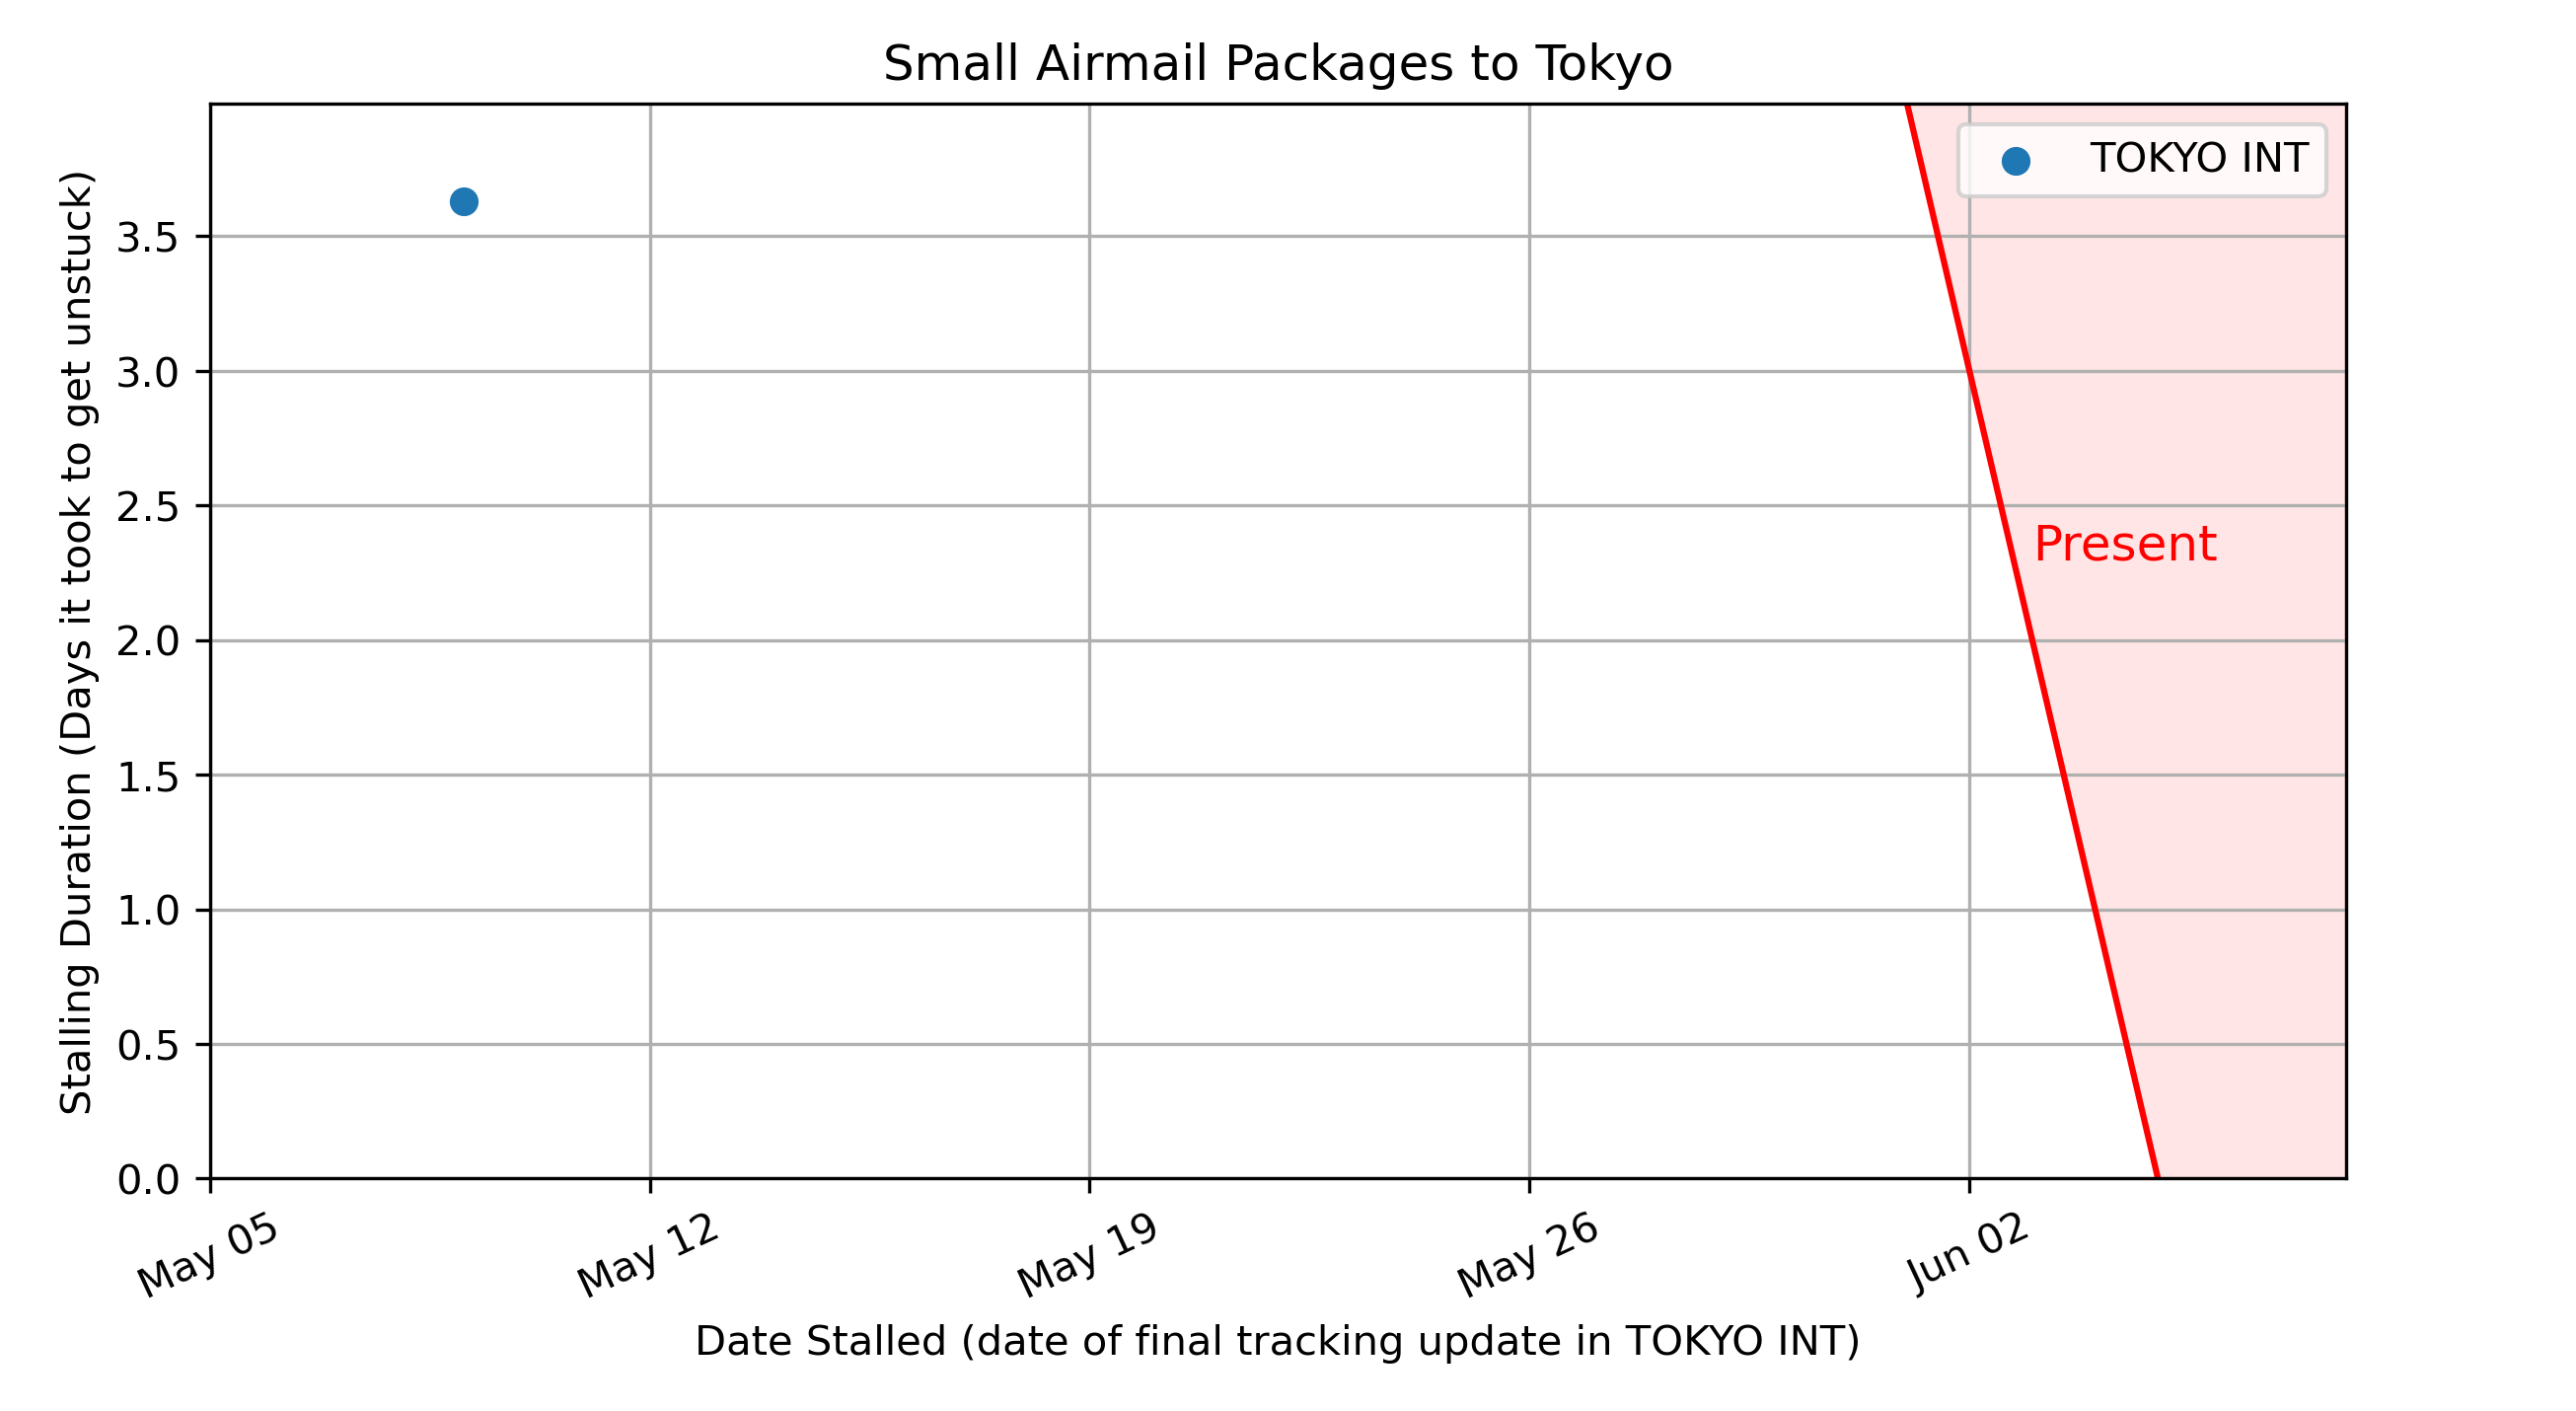 Small Airmail Packages to Tokyo
TOKYO INT
Present
Stalling Duration (Days it took to get unstuck)
3.5
3.0
2.5
2.0
1.5
1.0
0.5
0.0
May 05
May 12
May 19
May 26
Jun 02
Date Stalled (date of final tracking update in TOKYO INT)